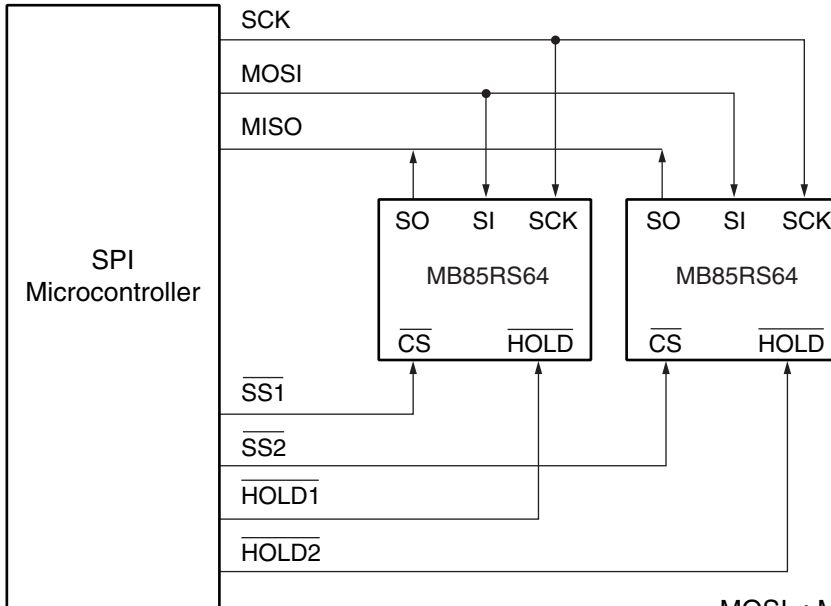 SCK
MOSI
MISO
SO SI SCK
SO SI SCK
SPI
Microcontroller
MB85RS64
MB85RS64
CS HOLD
CS HOLD
SS1
SS2
HOLD1
HOLD2
MOSI : M